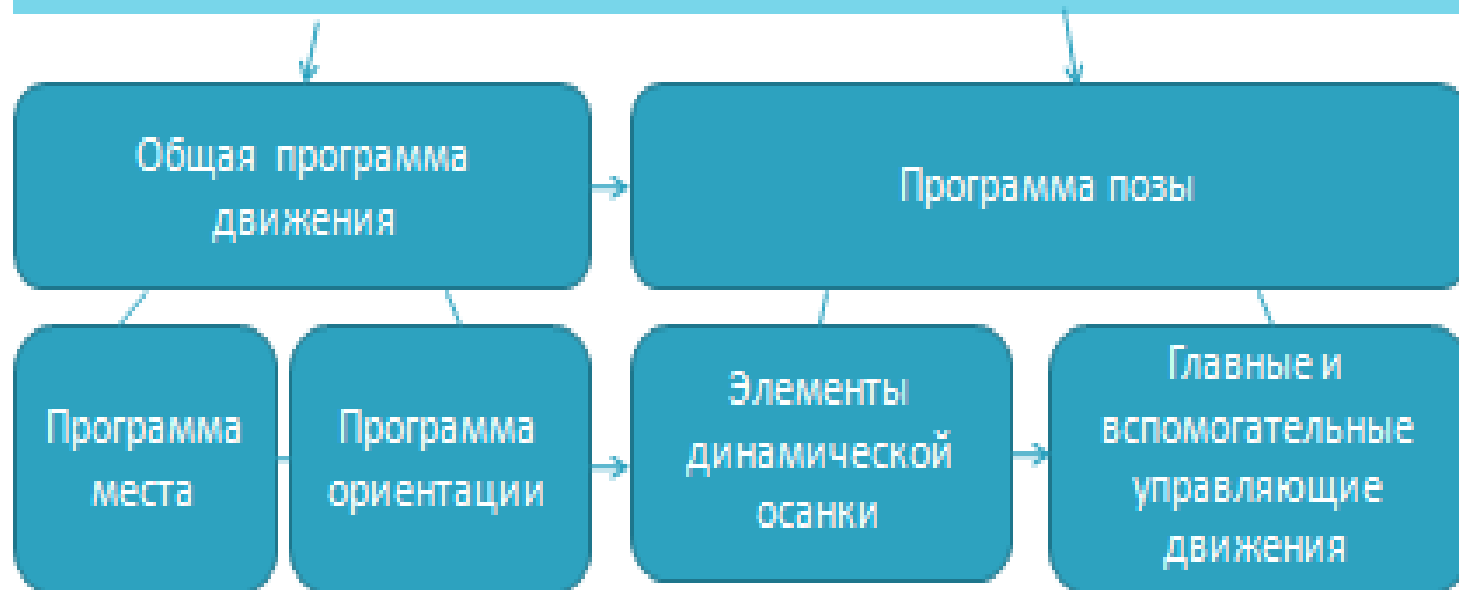 Общая программа
движения
Программа позы
Программа
места
Программа
ориентации
Элементы
динамической
осанки
Главные и
вспомогательные
управляющие
движения